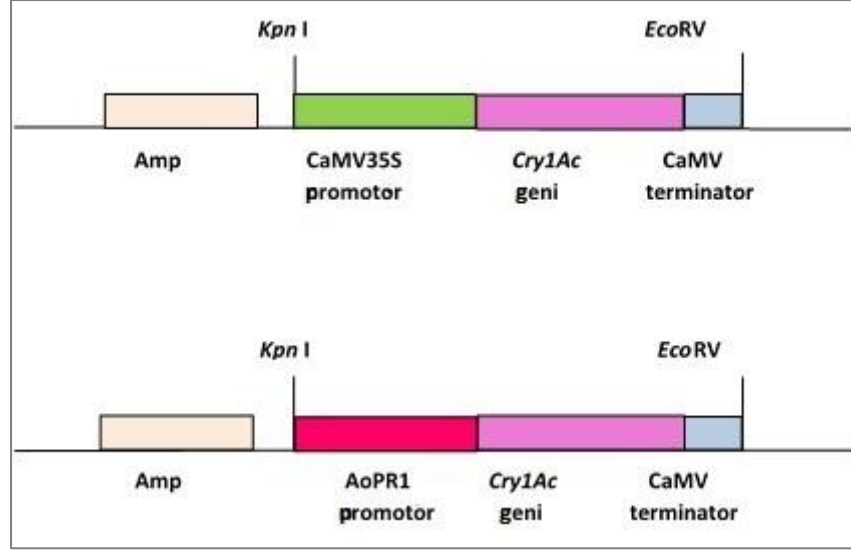 Kpn I EcoRV
Amp CaMV35S Cry1Ac CaMV
promotor geni terminator
Kpn I EcoRV
Amp AoPR1 Cry1Ac CaMV
promotor geni terminator